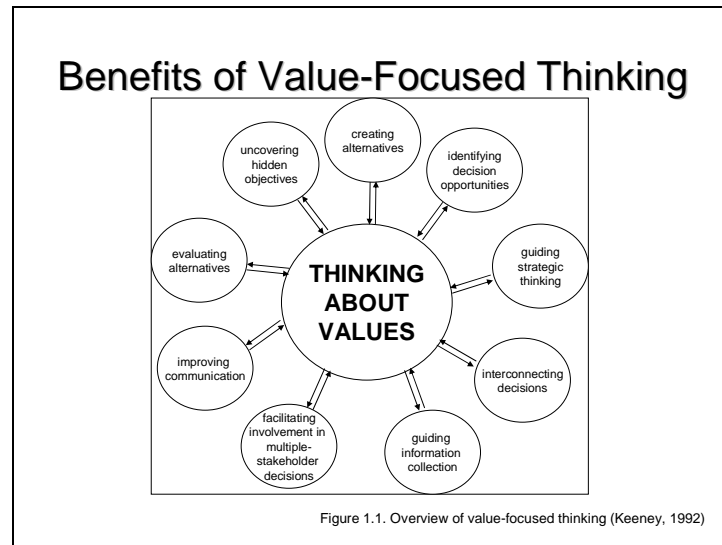 Benefits of Value-Focused Thinking
creating
alternatives
uncovering
hidden
objectives
identifying
decision
opportunities
evaluating
alternatives
guiding
strategic
thinking
THINKING
ABOUT
VALUES
improving
communication
interconnecting
decisions
facilitating
involvement in
multiple-
stakeholder
decisions
guiding
information
collection
Figure 1.1. Overview of value-focused thinking (Keeney, 1992)